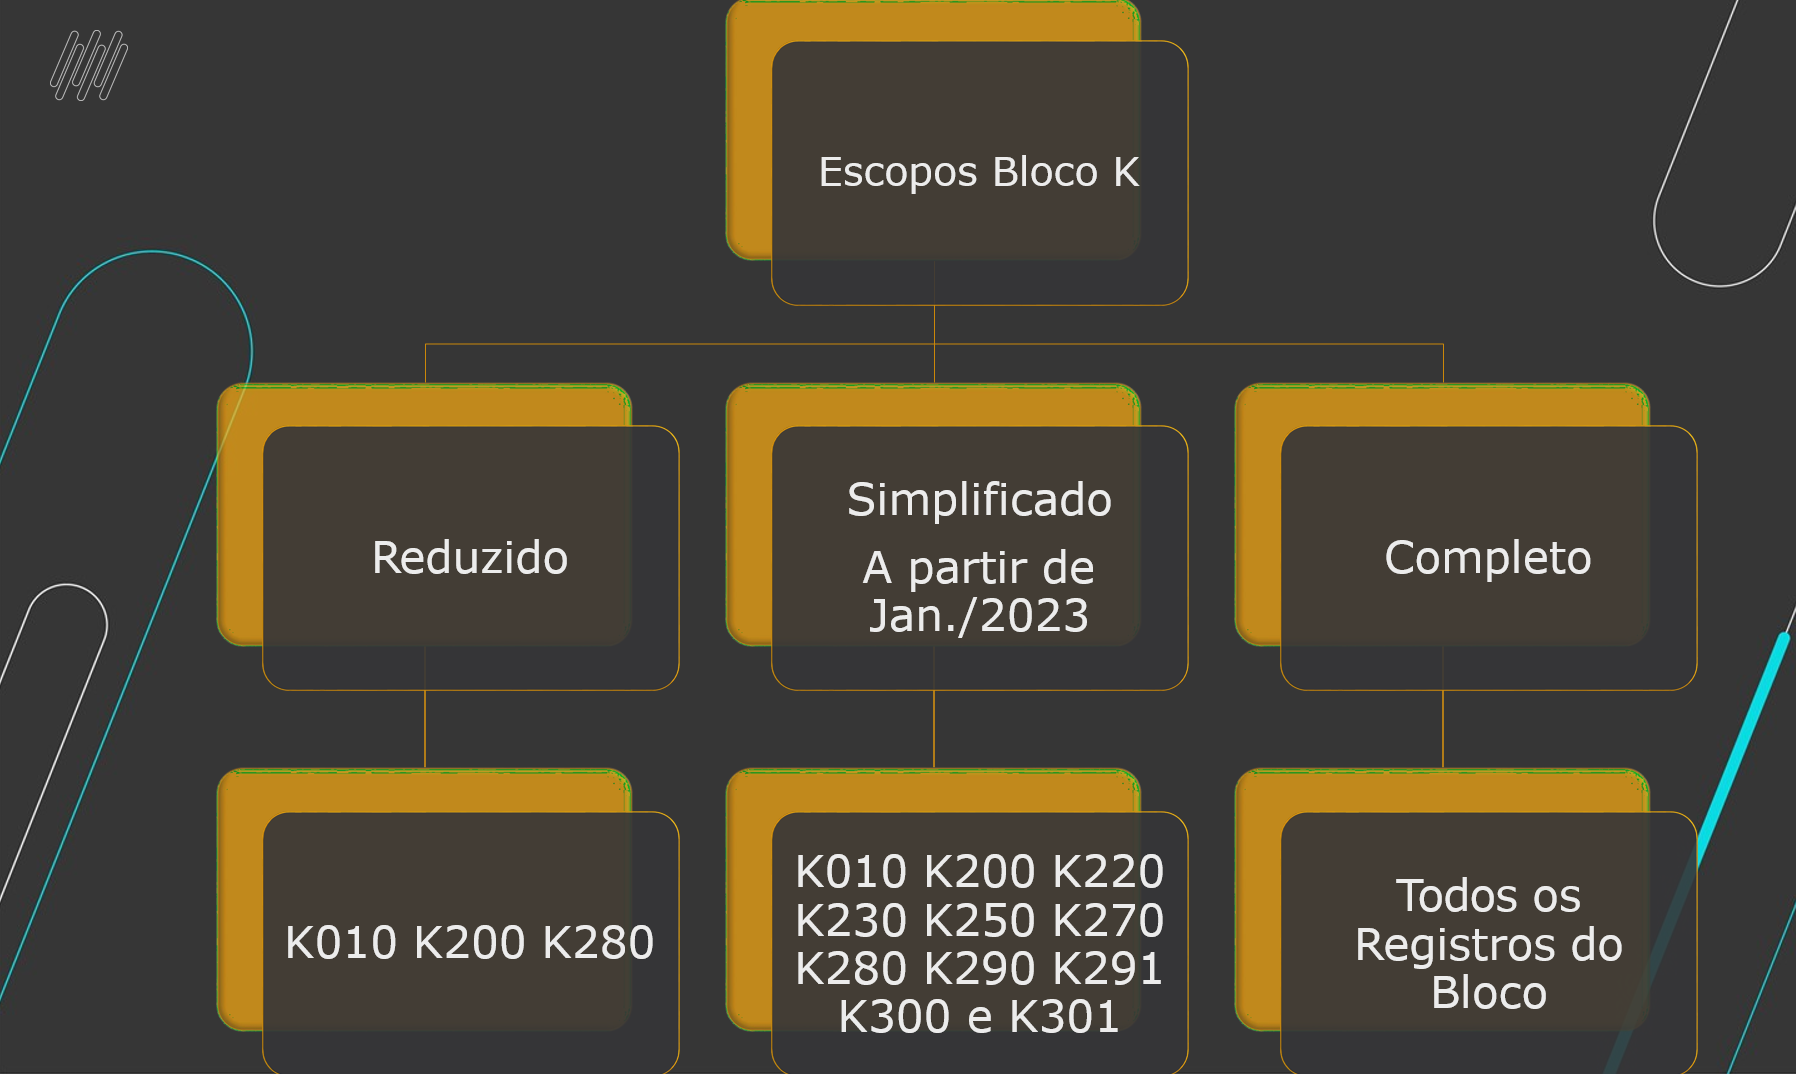 Escopos Bloco K
Reduzido
Simplificado
A partir de
Jan./2023
Completo
K010 K200 K280
K010 K200 K220
K230 K250 K270
K280 K290 K291
K300 e K301
Todos os
Registros do
Bloco